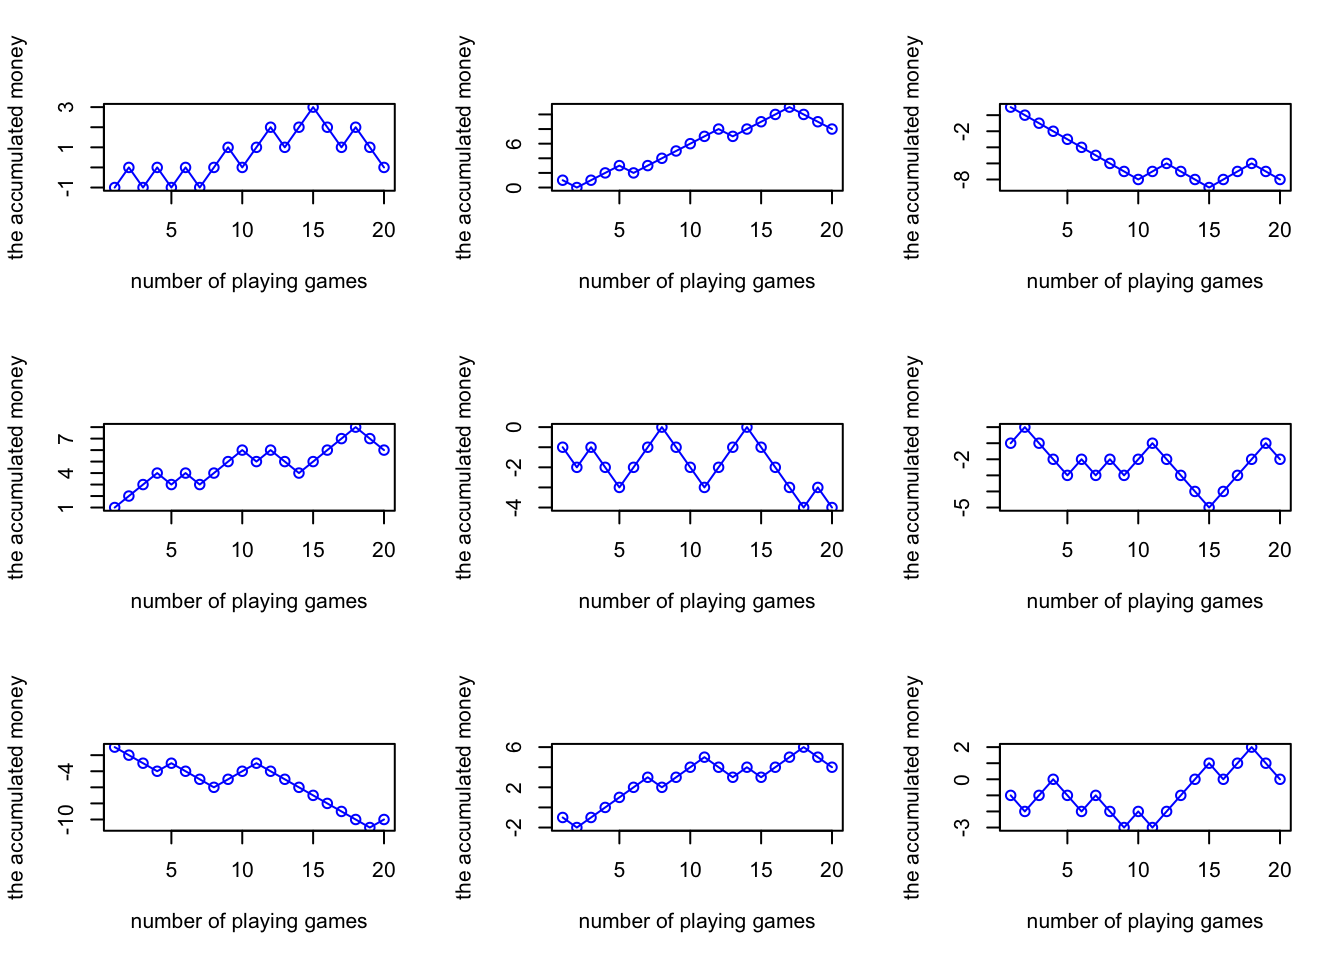 the accumulated money
3
1
-1
5 10 15 20
number of playing games
the accumulated money
6
0
5 10 15 20
number of playing games
the accumulated money
-2
-8
5 10 15 20
number of playing games
the accumulated money
7
4
1
5 10 15 20
number of playing games
the accumulated money
0
-2
-4
5 10 15 20
number of playing games
the accumulated money
-2
-5
5 10 15 20
number of playing games
the accumulated money
-4
-10
5 10 15 20
number of playing games
the accumulated money
6
2
-2
5 10 15 20
number of playing games
the accumulated money
2
0
-3
5 10 15 20
number of playing games